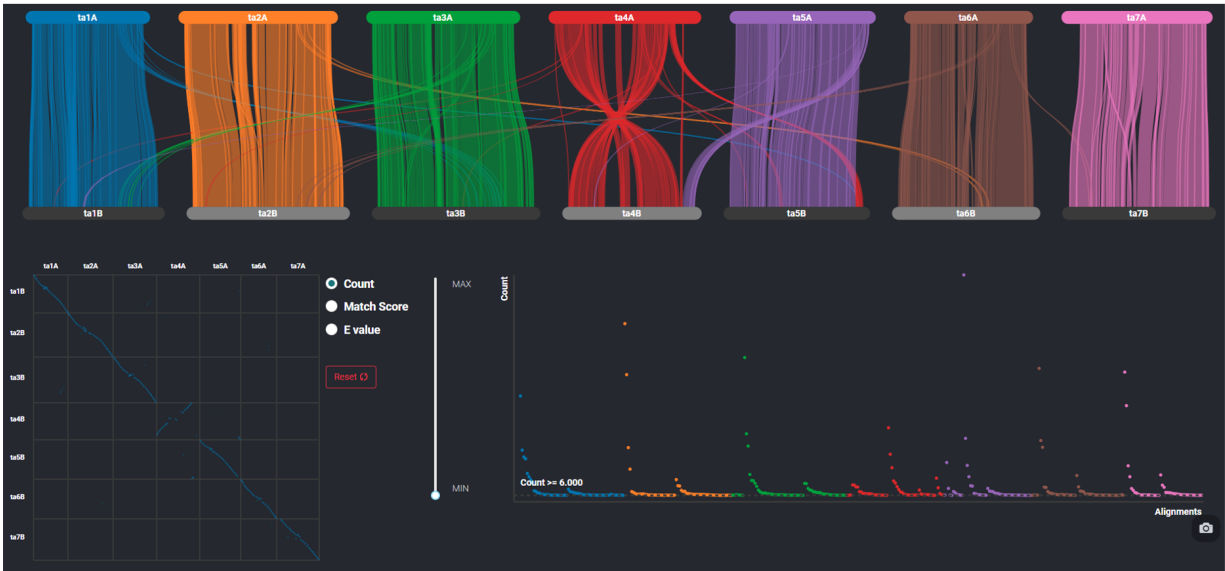 ta1A ta2A ta3A ta4A ta5A ta6A ta7A
ta1B ta2B ta3B ta4B ta5B ta6B ta7B
ta1A ta2A ta3A ta4A ta5A ta6A ta7A
ta1B
ta2B
ta3B
ta4B
ta5B
ta6B
ta7B
Count
Match Score
E value
Reset
MAX
MIN
Count
Count >= 6.000
Alignments